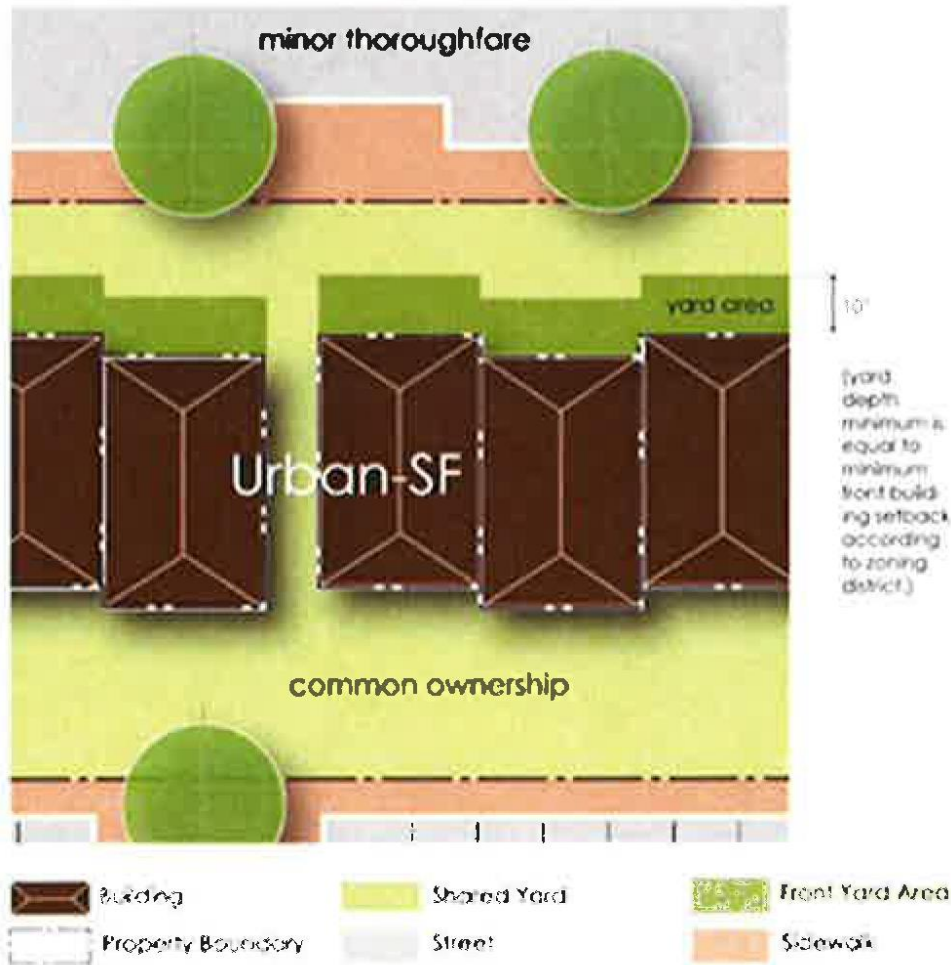 minor thoroughfare
yard area
10'
(yard
depth
minimum is
equal to
minimum
front build-
ing setback
according
to zoning
district.)
Urban-SF
common ownership
Building
Shared Yard
Front Yard Area
Property Boundary
Street
Sidewalk